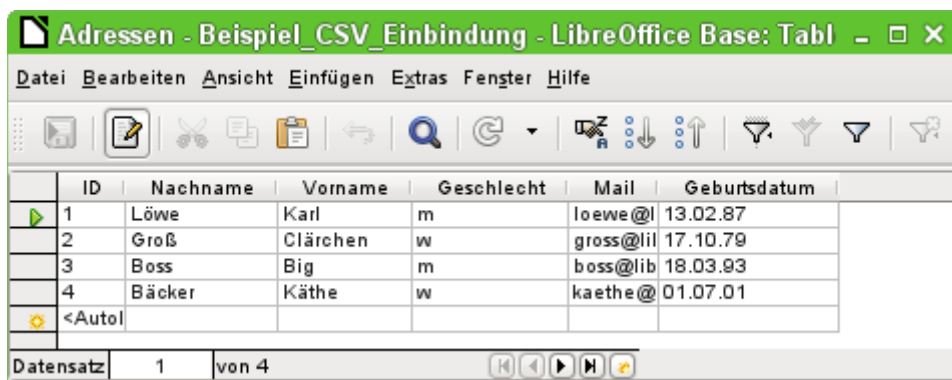 Adressen - Beispiel_CSV_Einbindung - LibreOffice Base: Tabl
Datei Bearbeiten Ansicht Einfügen Extras Fenster Hilfe
ID Nachname Vorname Geschlecht Mail Geburtsdatum
1 Löwe Karl m loewe@l 13.02.87
2 Groß Clärchen w gross@lil 17.10.79
3 Boss Big m boss@lib 18.03.93
4 Bäcker Käthe w kaethe@ 01.07.01
<Autol
Datensatz 1 von 4